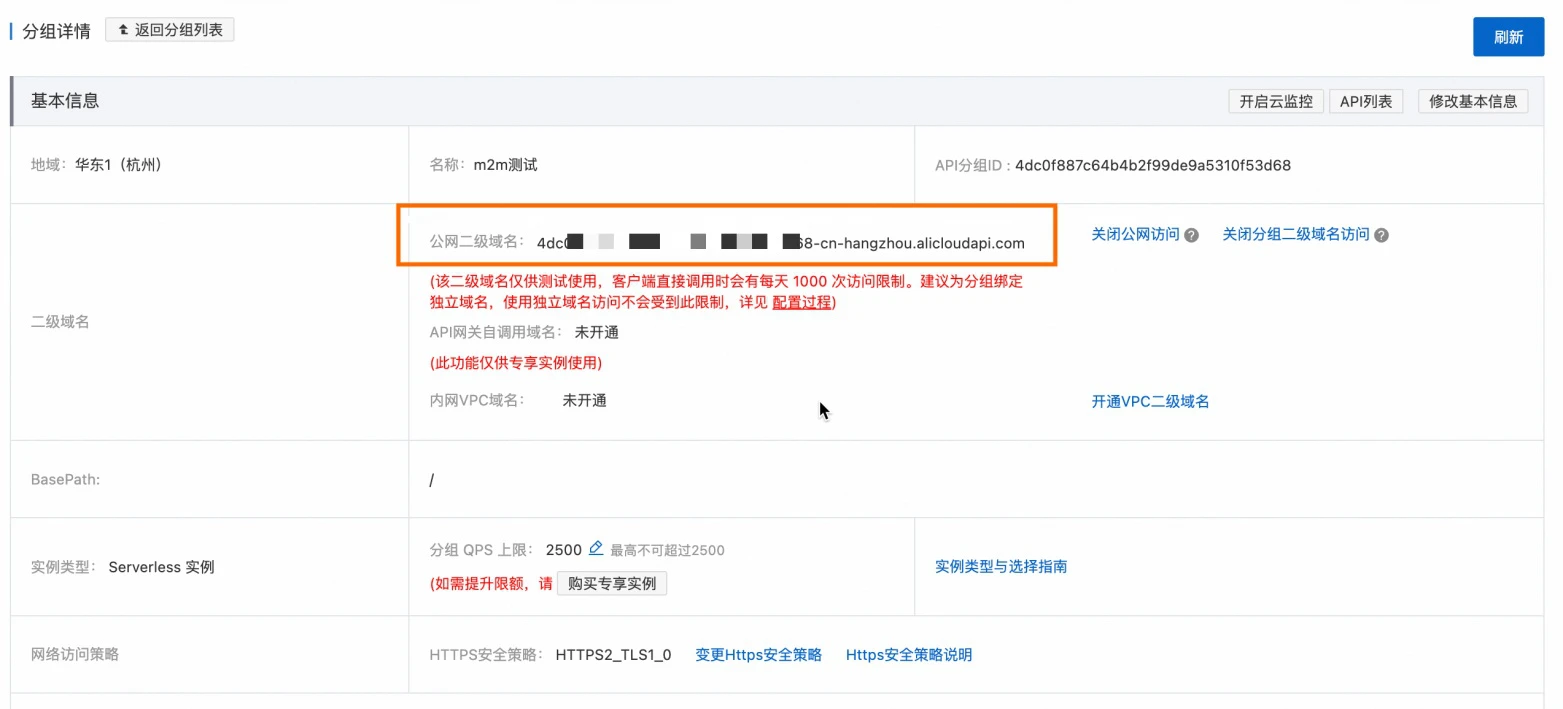 分组详情 返回分组列表
刷新
基本信息 开启云监控 API列表 修改基本信息
地域： 华东1（杭州） 名称： m2m测试 API分组ID : 4dc0f887c64b4b2f99de9a5310f53d68
公网二级域名： 4dc 68-cn-hangzhou.alicloudapi.com 关闭公网访问 ? 关闭分组二级域名访问 ?
(该二级域名仅供测试使用，客户端直接调用时会有每天 1000 次访问限制。建议为分组绑定
独立域名，使用独立域名访问不会受到此限制，详见 配置过程)
二级域名
API网关自调用域名： 未开通
(此功能仅供专享实例使用)
内网VPC域名： 未开通 开通VPC二级域名
BasePath: /
实例类型： Serverless 实例 分组 QPS 上限： 2500 最高不可超过2500
(如需提升限额，请 购买专享实例 实例类型与选择指南
网络访问策略 HTTPS安全策略： HTTPS2_TLS1_0 变更Https安全策略 Https安全策略说明